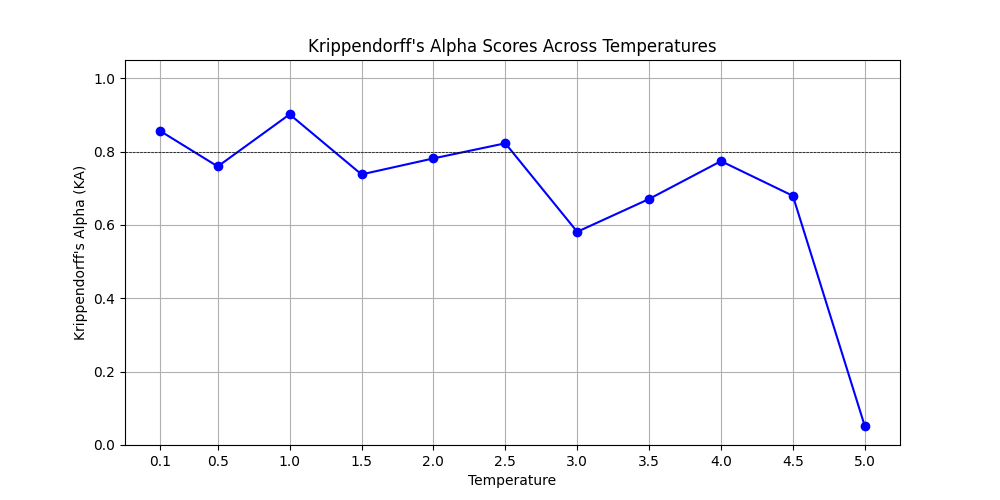 Krippendorff's Alpha Scores Across Temperatures
Krippendorff's Alpha (KA)
1.0
0.8
0.6
0.4
0.2
0.0
0.1 0.5 1.0 1.5 2.0 2.5 3.0 3.5 4.0 4.5 5.0
Temperature